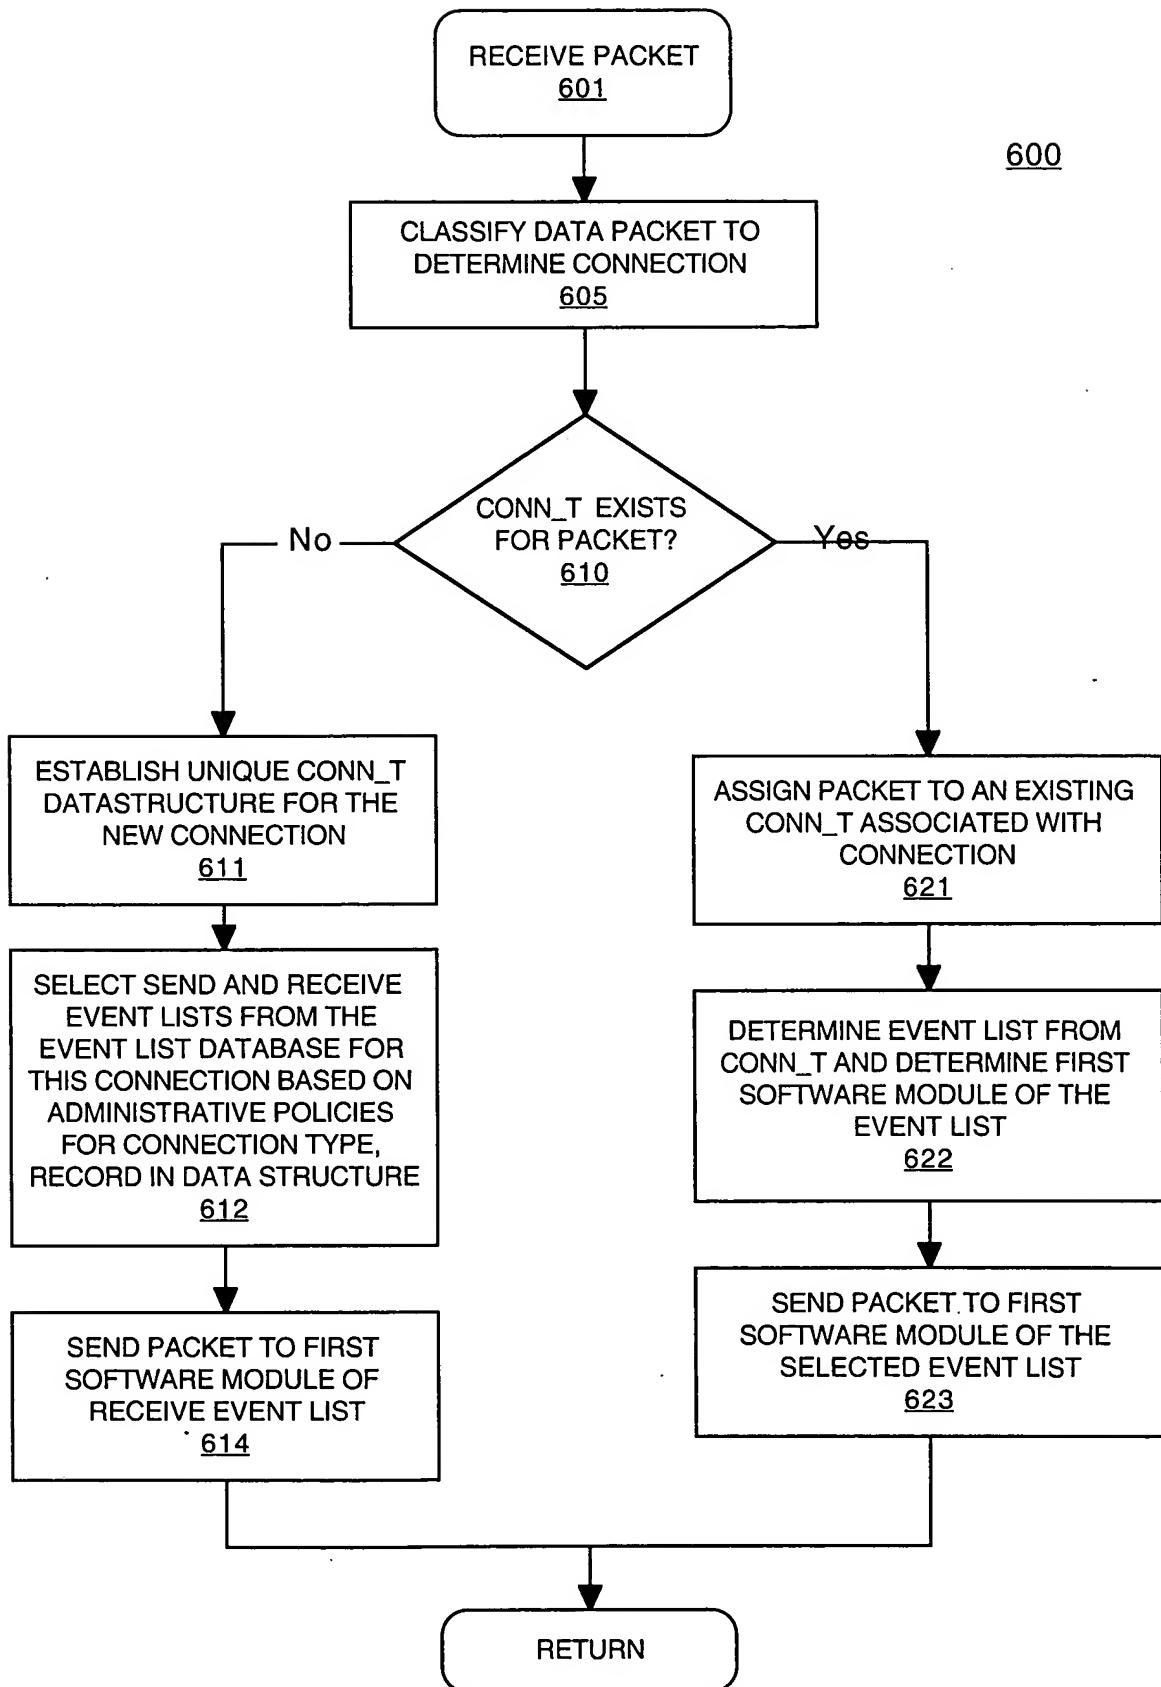 RECEIVE PACKET
601
600
CLASSIFY DATA PACKET TO
DETERMINE CONNECTION
605
CONN_T EXISTS
FOR PACKET?
610
No
Yes
ESTABLISH UNIQUE CONN_T
DATASTRUCTURE FOR THE
NEW CONNECTION
611
SELECT SEND AND RECEIVE
EVENT LISTS FROM THE
EVENT LIST DATABASE FOR
THIS CONNECTION BASED ON
ADMINISTRATIVE POLICIES
FOR CONNECTION TYPE,
RECORD IN DATA STRUCTURE
612
SEND PACKET TO FIRST
SOFTWARE MODULE OF
RECEIVE EVENT LIST
614
ASSIGN PACKET TO AN EXISTING
CONN_T ASSOCIATED WITH
CONNECTION
621
DETERMINE EVENT LIST FROM
CONN_T AND DETERMINE FIRST
SOFTWARE MODULE OF THE
EVENT LIST
622
SEND PACKET TO FIRST
SOFTWARE MODULE OF THE
SELECTED EVENT LIST
623
RETURN